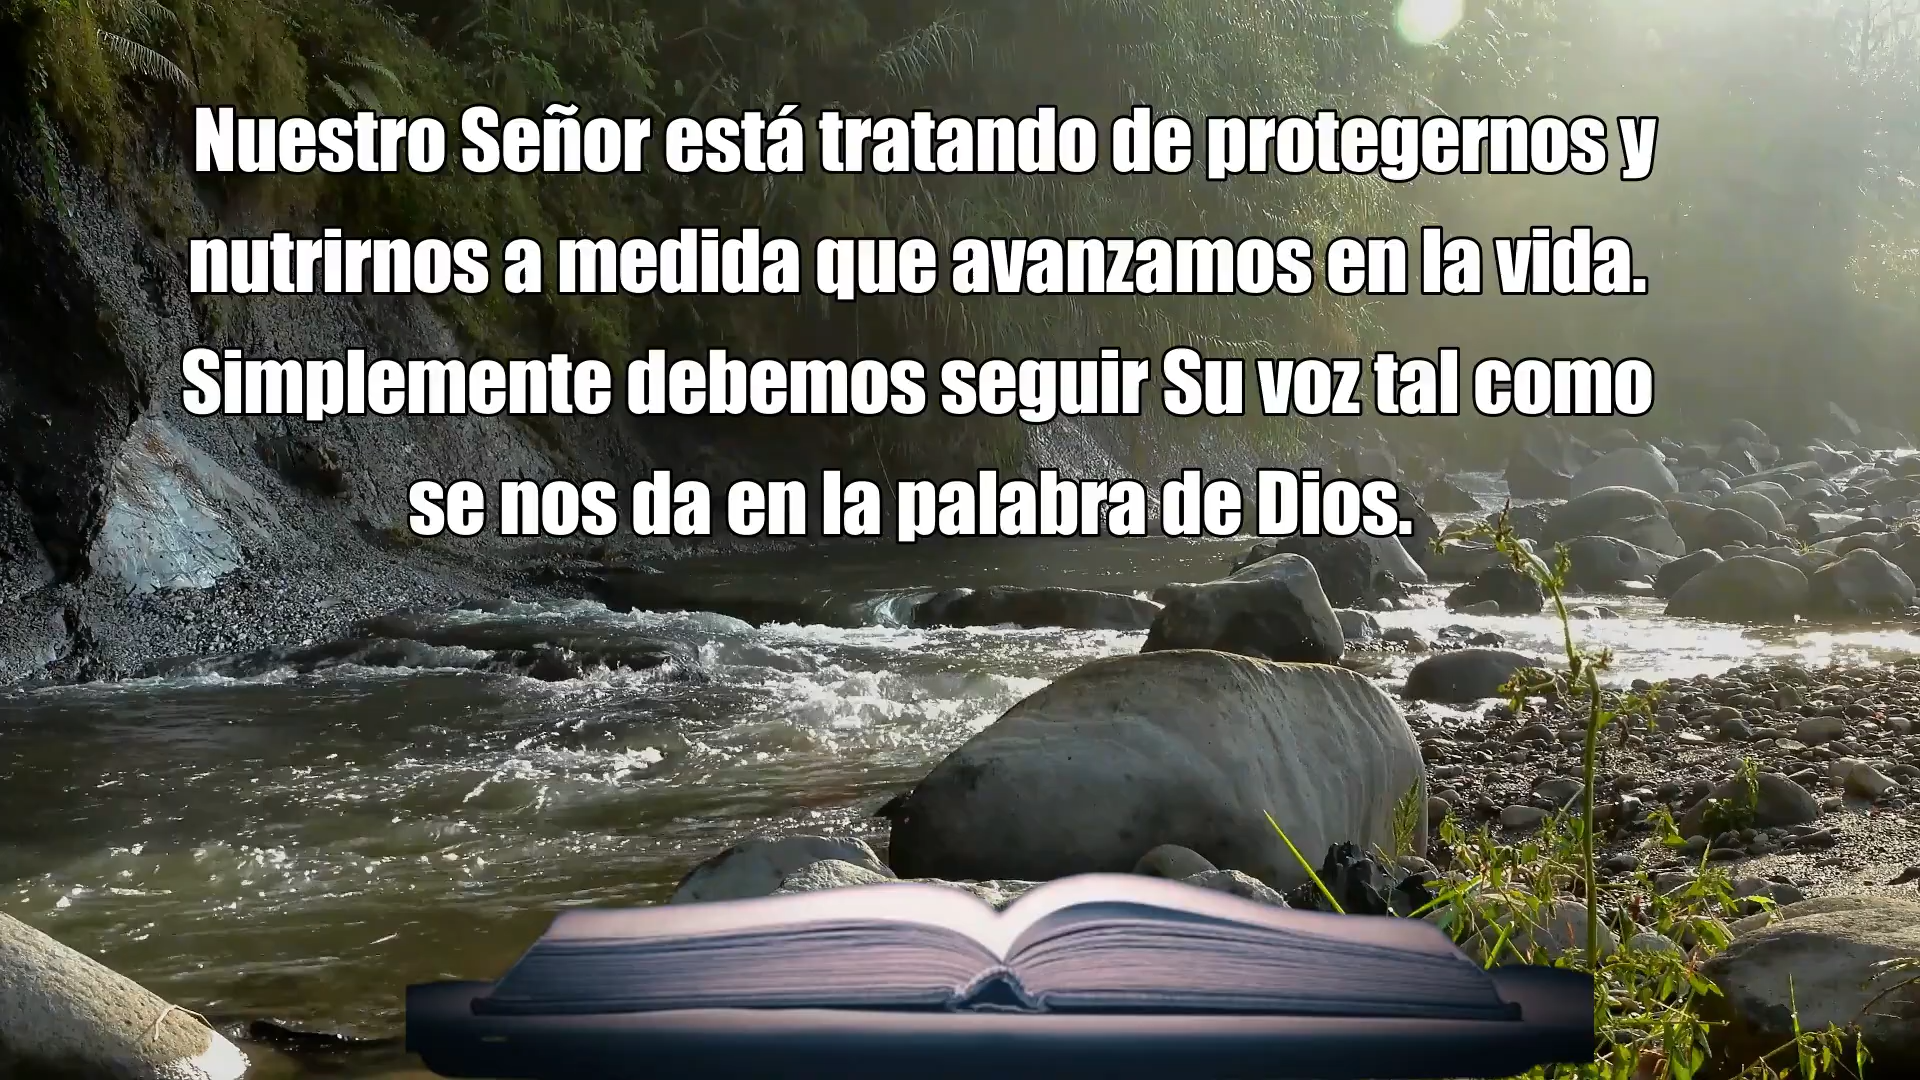 Nuestro Señor está tratando de protegernos y
nutrirnos a medida que avanzamos en la vida.
Simplemente debemos seguir Su voz tal como
se nos da en la palabra de Dios.